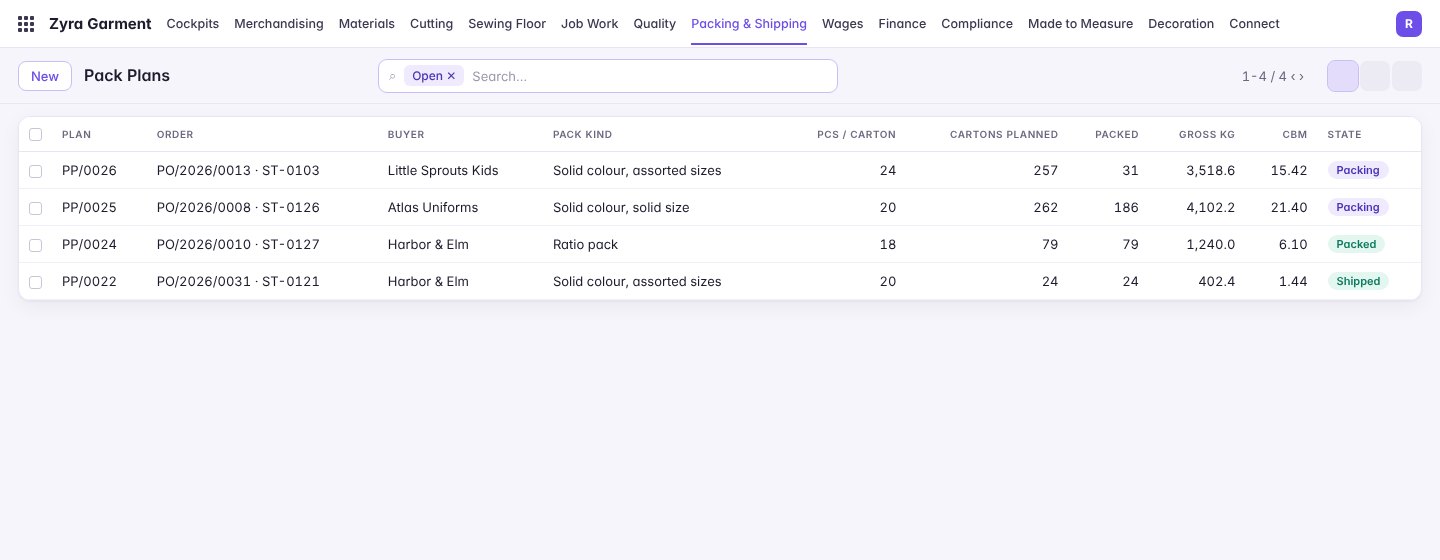 Zyra Garment Cockpits Merchandising Materials Cutting Sewing Floor Job Work Quality Packing & Shipping Wages Finance Compliance Made to Measure Decoration Connect R
New Pack Plans Open ✕ Search... 1-4 / 4 ‹ ›
PLAN ORDER BUYER PACK KIND PCS / CARTON CARTONS PLANNED PACKED GROSS KG CBM STATE
PP/0026 PO/2026/0013 · ST-0103 Little Sprouts Kids Solid colour, assorted sizes 24 257 31 3,518.6 15.42 Packing
PP/0025 PO/2026/0008 · ST-0126 Atlas Uniforms Solid colour, solid size 20 262 186 4,102.2 21.40 Packing
PP/0024 PO/2026/0010 · ST-0127 Harbor & Elm Ratio pack 18 79 79 1,240.0 6.10 Packed
PP/0022 PO/2026/0031 · ST-0121 Harbor & Elm Solid colour, assorted sizes 20 24 24 402.4 1.44 Shipped